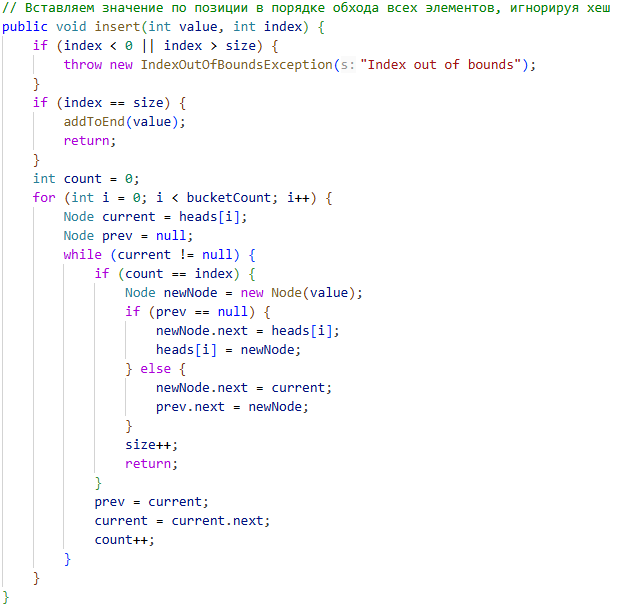 // Вставляем значение по позиции в порядке обхода всех элементов, игнорируя хеш
public void insert(int value, int index) {
    if (index < 0 || index > size) {
        throw new IndexOutOfBoundsException(s: "Index out of bounds");
    }
    if (index == size) {
        addToEnd(value);
        return;
    }
    int count = 0;
    for (int i = 0; i < bucketCount; i++) {
        Node current = heads[i];
        Node prev = null;
        while (current != null) {
            if (count == index) {
                Node newNode = new Node(value);
                if (prev == null) {
                    newNode.next = heads[i];
                    heads[i] = newNode;
                } else {
                    newNode.next = current;
                    prev.next = newNode;
                }
                size++;
                return;
            }
            prev = current;
            current = current.next;
            count++;
        }
    }
}